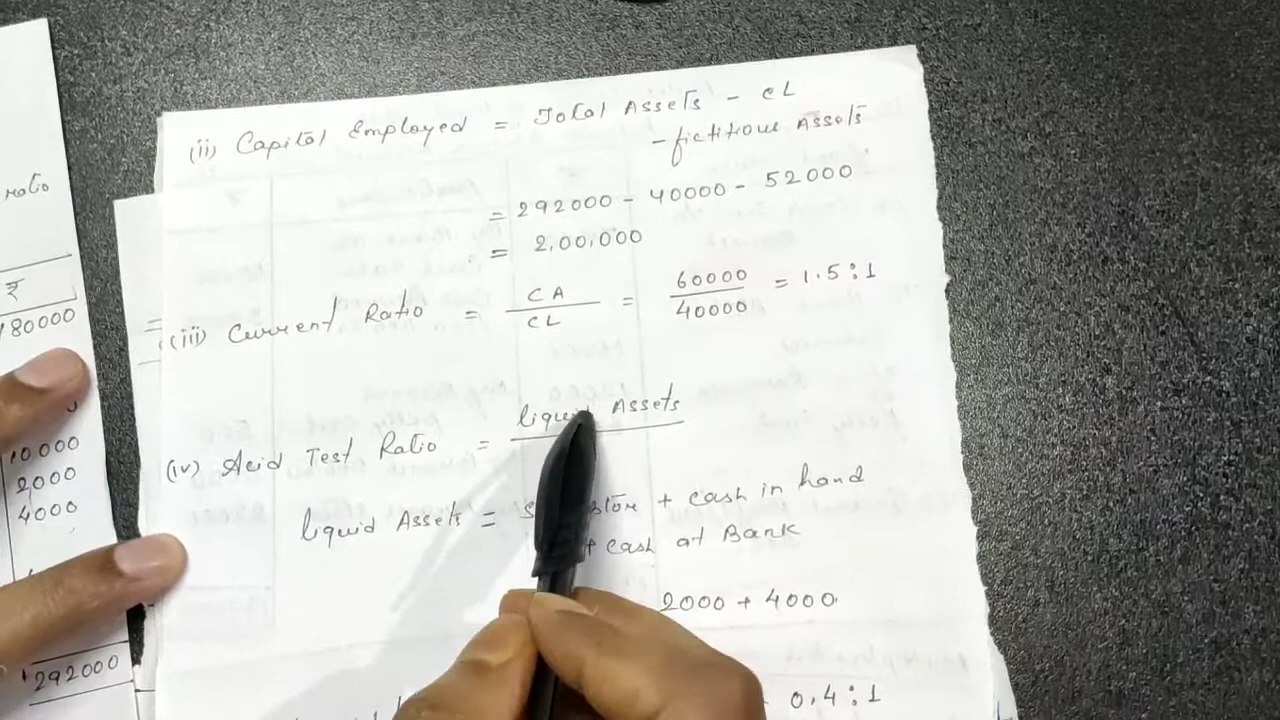 ratio
₹
180000
10000
2000
4000
292000
(ii) Capital Employed = Total Assets - CL
- fictitious Assets
= 292000 - 40000 - 52000
= 2,00,000
(iii) Current Ratio = CA / CL = 60000 / 40000 = 1.5:1
(iv) Acid Test Ratio = liquid Assets
liquid Assets = + cash in hand
+ cash at Bank
2000 + 4000
0.4:1